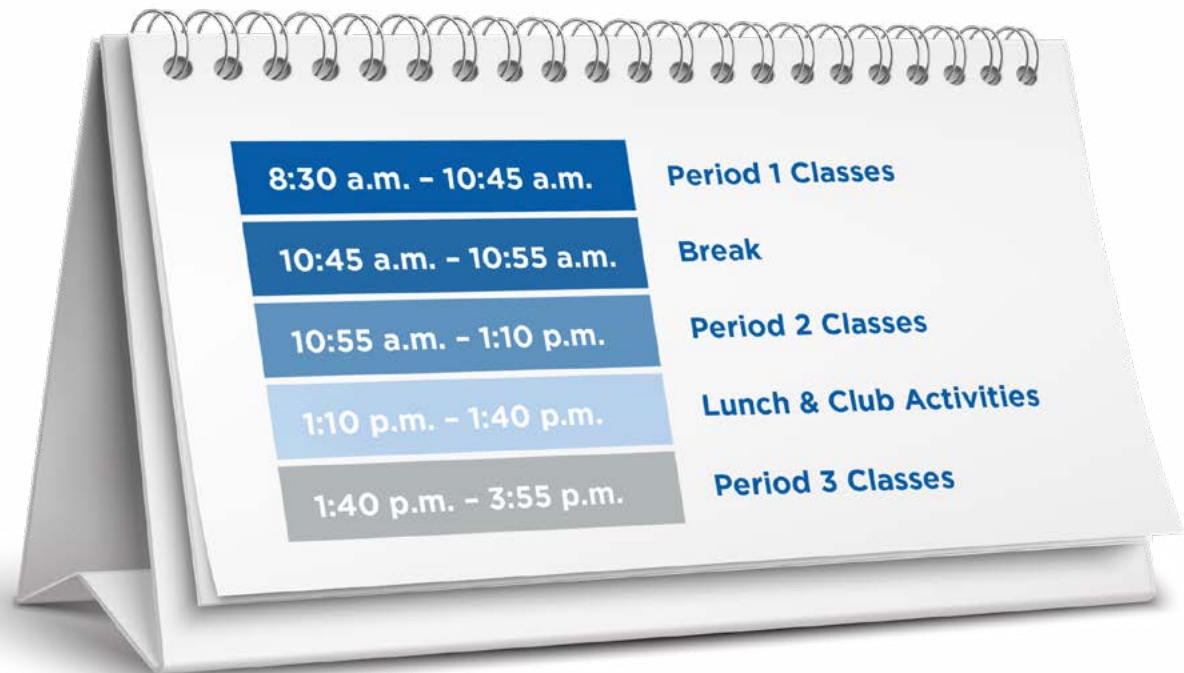 8:30 a.m. – 10:45 a.m. Period 1 Classes
10:45 a.m. – 10:55 a.m. Break
10:55 a.m. – 1:10 p.m. Period 2 Classes
1:10 p.m. – 1:40 p.m. Lunch & Club Activities
1:40 p.m. – 3:55 p.m. Period 3 Classes